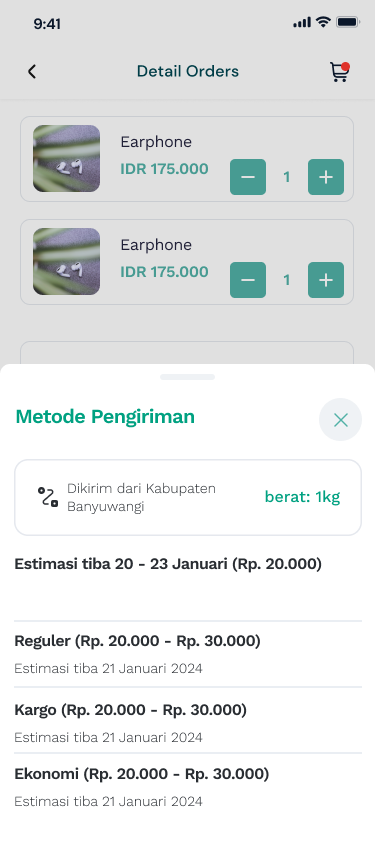 9:41
Detail Orders
Earphone
IDR 175.000
1
Earphone
IDR 175.000
1
Metode Pengiriman
Dikirim dari Kabupaten
Banyuwangi
berat: 1kg
Estimasi tiba 20 - 23 Januari (Rp. 20.000)
Reguler (Rp. 20.000 - Rp. 30.000)
Estimasi tiba 21 Januari 2024
Kargo (Rp. 20.000 - Rp. 30.000)
Estimasi tiba 21 Januari 2024
Ekonomi (Rp. 20.000 - Rp. 30.000)
Estimasi tiba 21 Januari 2024